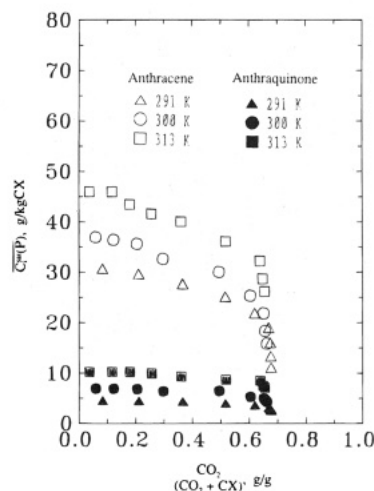 80
70
60
50
40
30
20
10
0
C̅ᵢ^∞(P), g/kgCX
Anthracene
△ 291 K
○ 300 K
□ 313 K
Anthraquinone
▲ 291 K
● 300 K
■ 313 K
0.0 0.2 0.4 0.6 0.8 1.0
CO₂
(CO₂ + CX), g/g